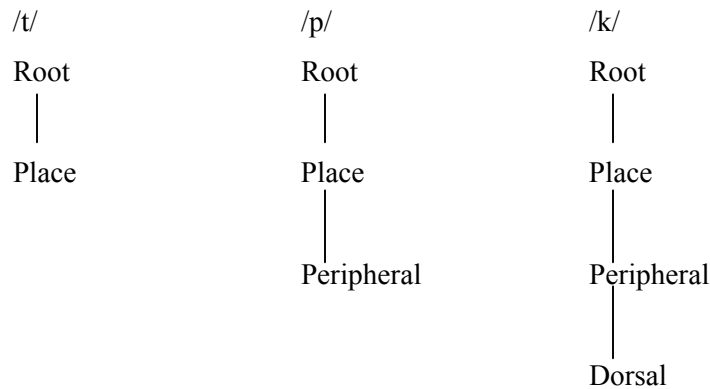 /t/ /p/ /k/
Root Root Root
Place Place Place
Peripheral Peripheral
Dorsal